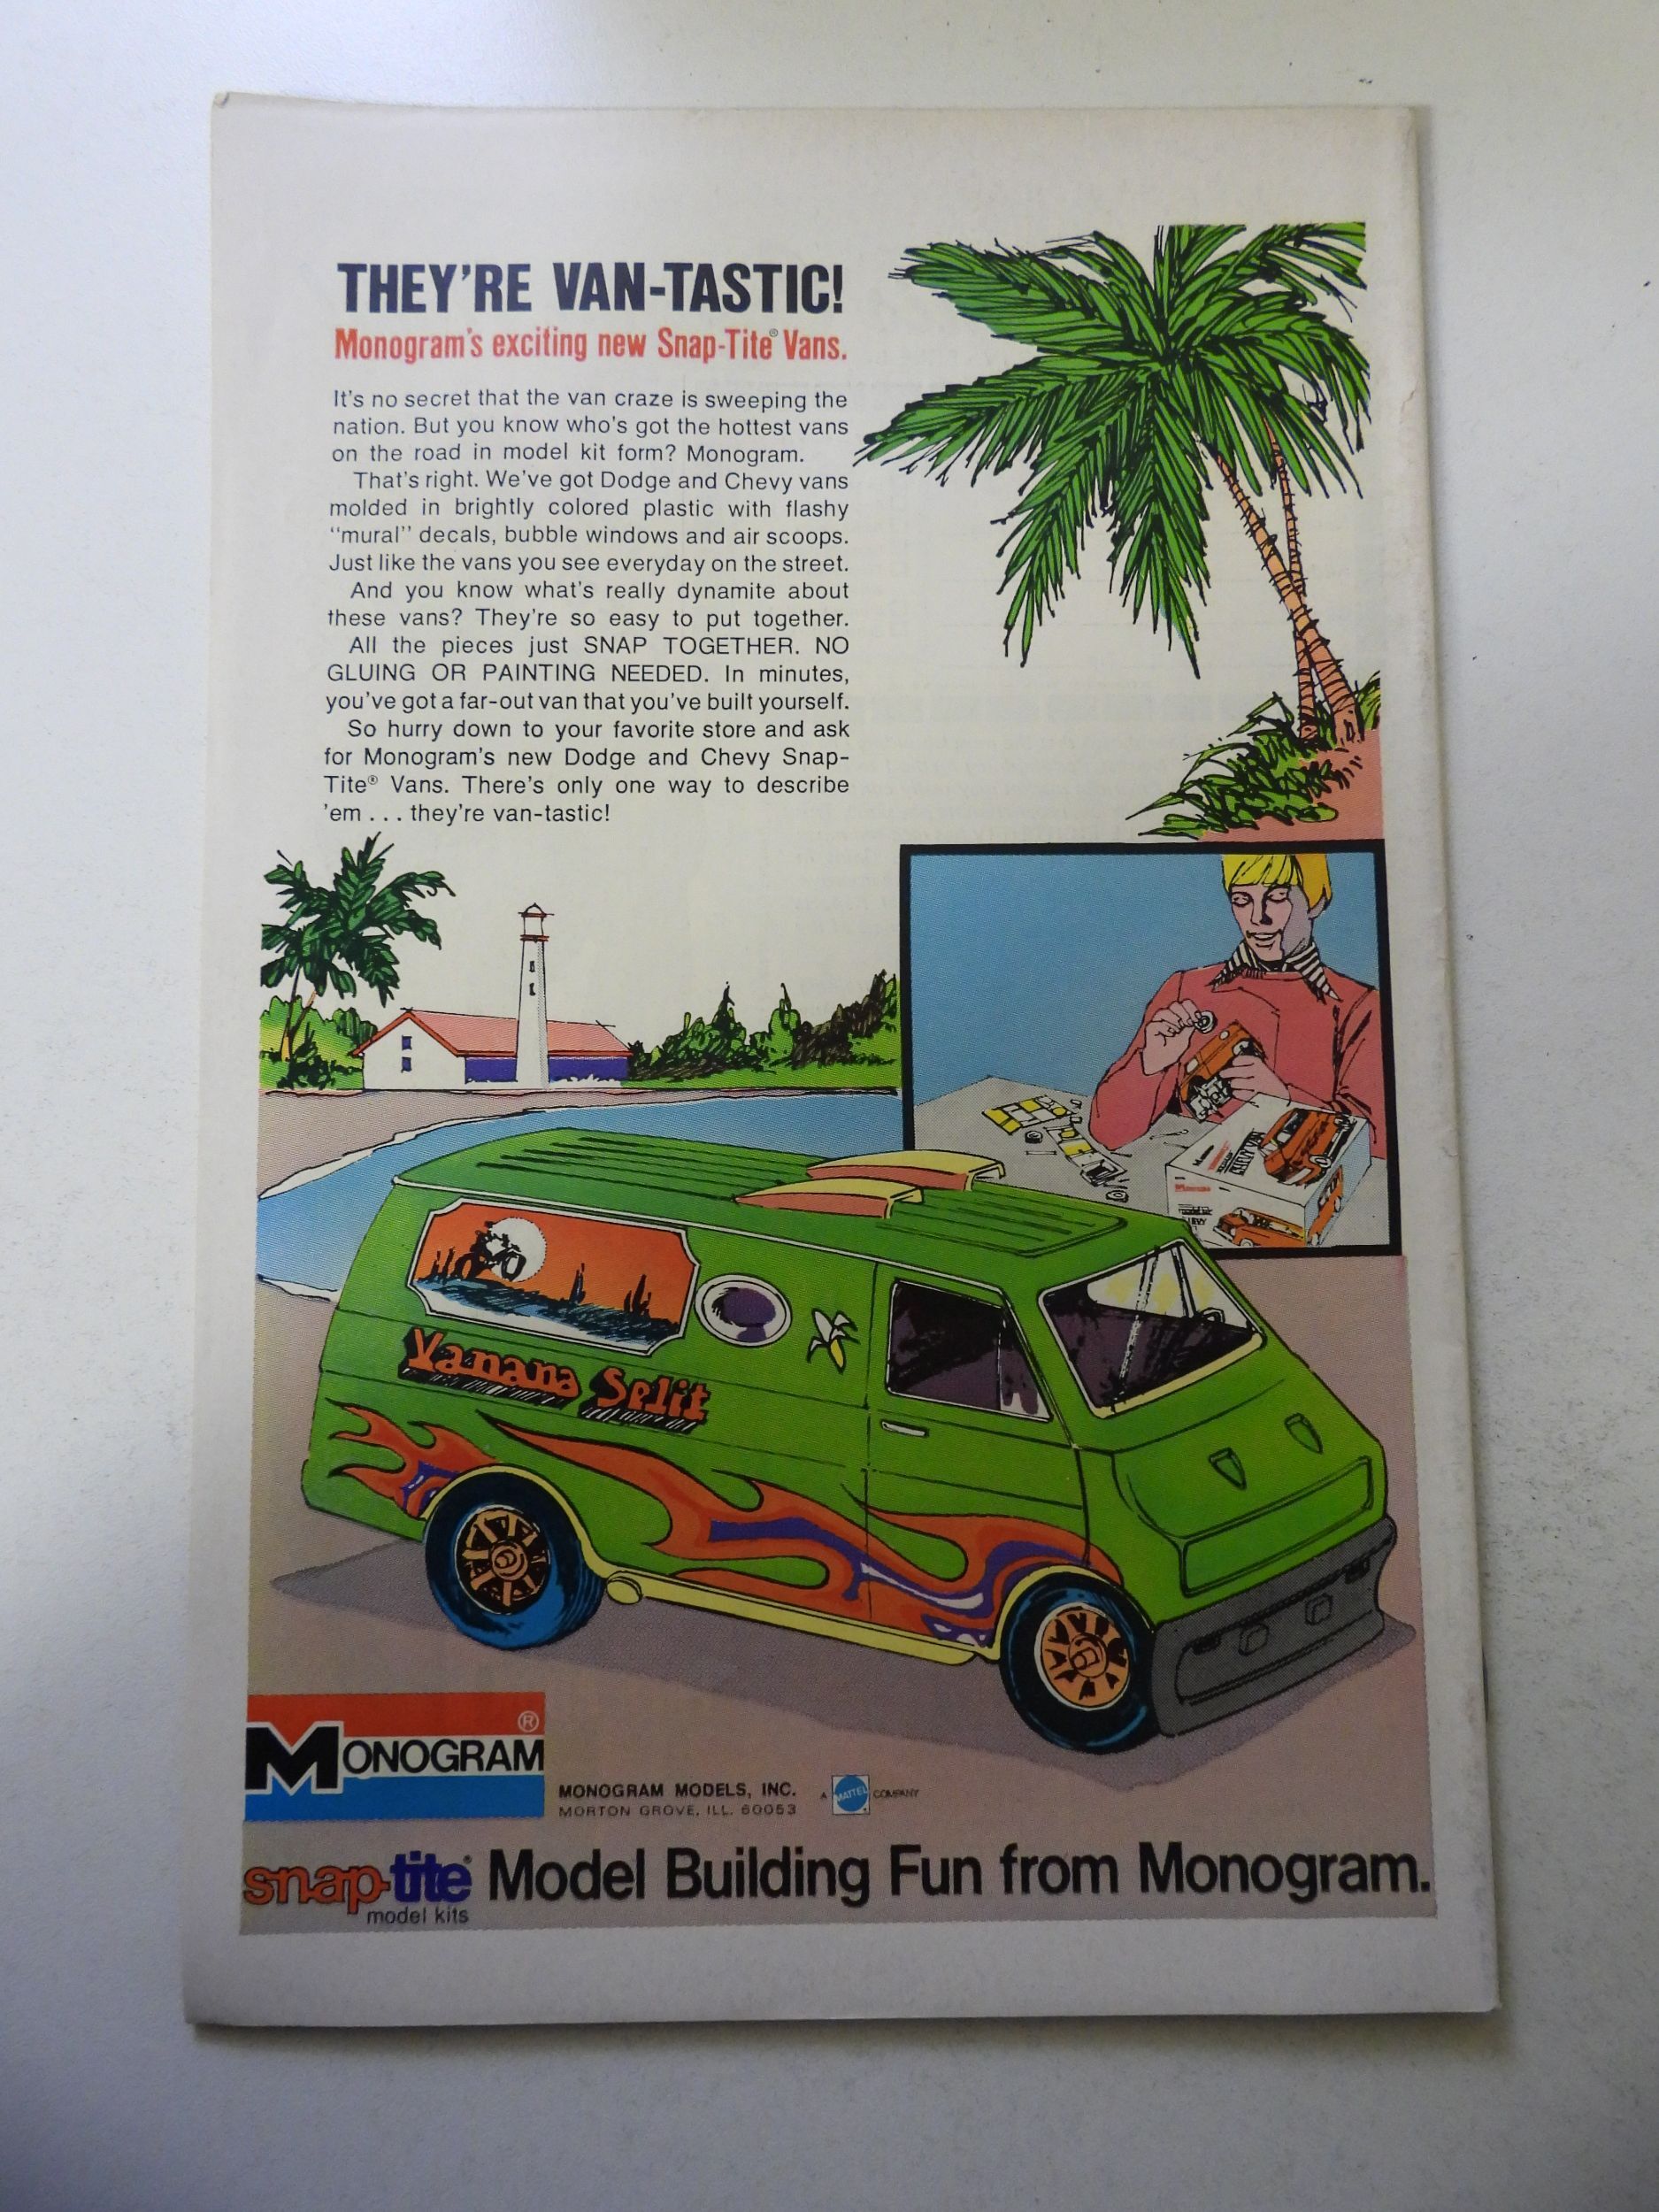 THEY'RE VAN-TASTIC!
Monogram's exciting new Snap-Tite® Vans.
It's no secret that the van craze is sweeping the
nation. But you know who's got the hottest vans
on the road in model kit form? Monogram.
That's right. We've got Dodge and Chevy vans
molded in brightly colored plastic with flashy
"mural" decals, bubble windows and air scoops.
Just like the vans you see everyday on the street.
And you know what's really dynamite about
these vans? They're so easy to put together.
All the pieces just SNAP TOGETHER. NO
GLUING OR PAINTING NEEDED. In minutes,
you've got a far-out van that you've built yourself.
So hurry down to your favorite store and ask
for Monogram's new Dodge and Chevy Snap-
Tite® Vans. There's only one way to describe
'em . . . they're van-tastic!
CHEVY VAN
Vanana Split
MONOGRAM®
MONOGRAM MODELS, INC.
MORTON GROVE, ILL. 60053
A MATTEL COMPANY
snap-tite® Model Building Fun from Monogram.
model kits